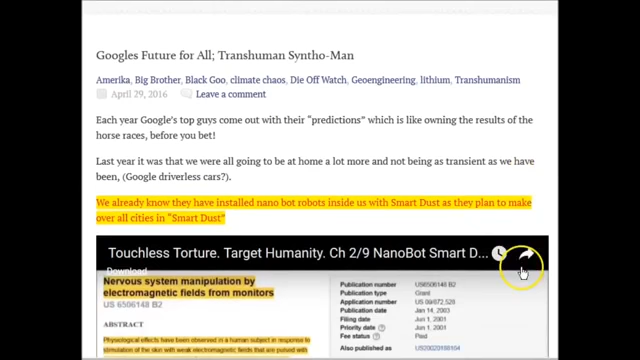 Googles Future for All; Transhuman Syntho-Man
Amerika, Big Brother, Black Goo, climate chaos, Die Off Watch, Geoengineering, lithium, Transhumanism
April 29, 2016 Leave a comment
Each year Google's top guys come out with their “predictions” which is like owning the results of the
horse races, before you bet!
Last year it was that we were all going to be at home a lot more and not being as transient as we have
been, (Google driverless cars?).
We already know they have installed nano bot robots inside us with Smart Dust as they plan to make
over all cities in “Smart Dust”
Touchless Torture. Target Humanity. Ch 2/9 NanoBot Smart D...
Download
Nervous system manipulation by
electromagnetic fields from monitors
US 6506148 B2
ABSTRACT
Physiological effects have been observed in a human subject in response to
stimulation of the skin with weak electromagnetic fields that are pulsed with
Publication number US6506148 B2
Publication type Grant
Application number US 09/872,528
Publication date Jan 14, 2003
Filing date Jun 1, 2001
Priority date Jun 1, 2001
Fee status Paid
Also published as US20020188164